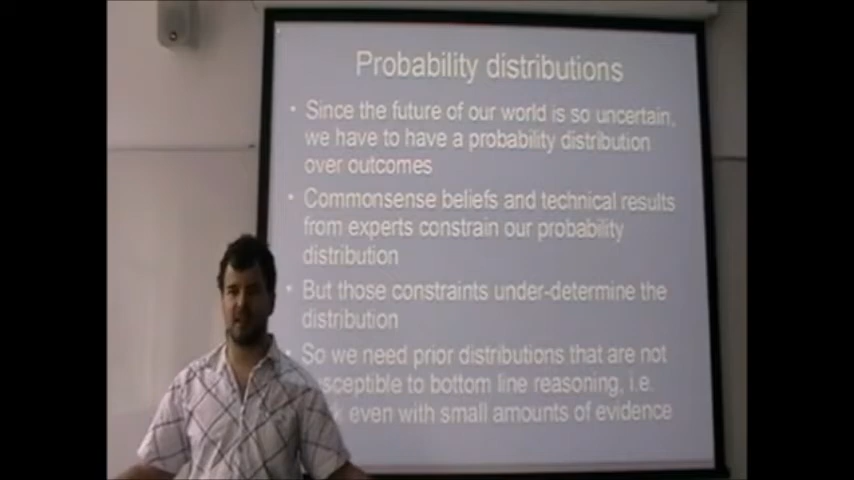 Probability distributions
• Since the future of our world is so uncertain,
we have to have a probability distribution
over outcomes
• Commonsense beliefs and technical results
from experts constrain our probability
distribution
• But those constraints under-determine the
distribution
• So we need prior distributions that are not
to bottom line reasoning, i.e.
even with small amounts of evidence